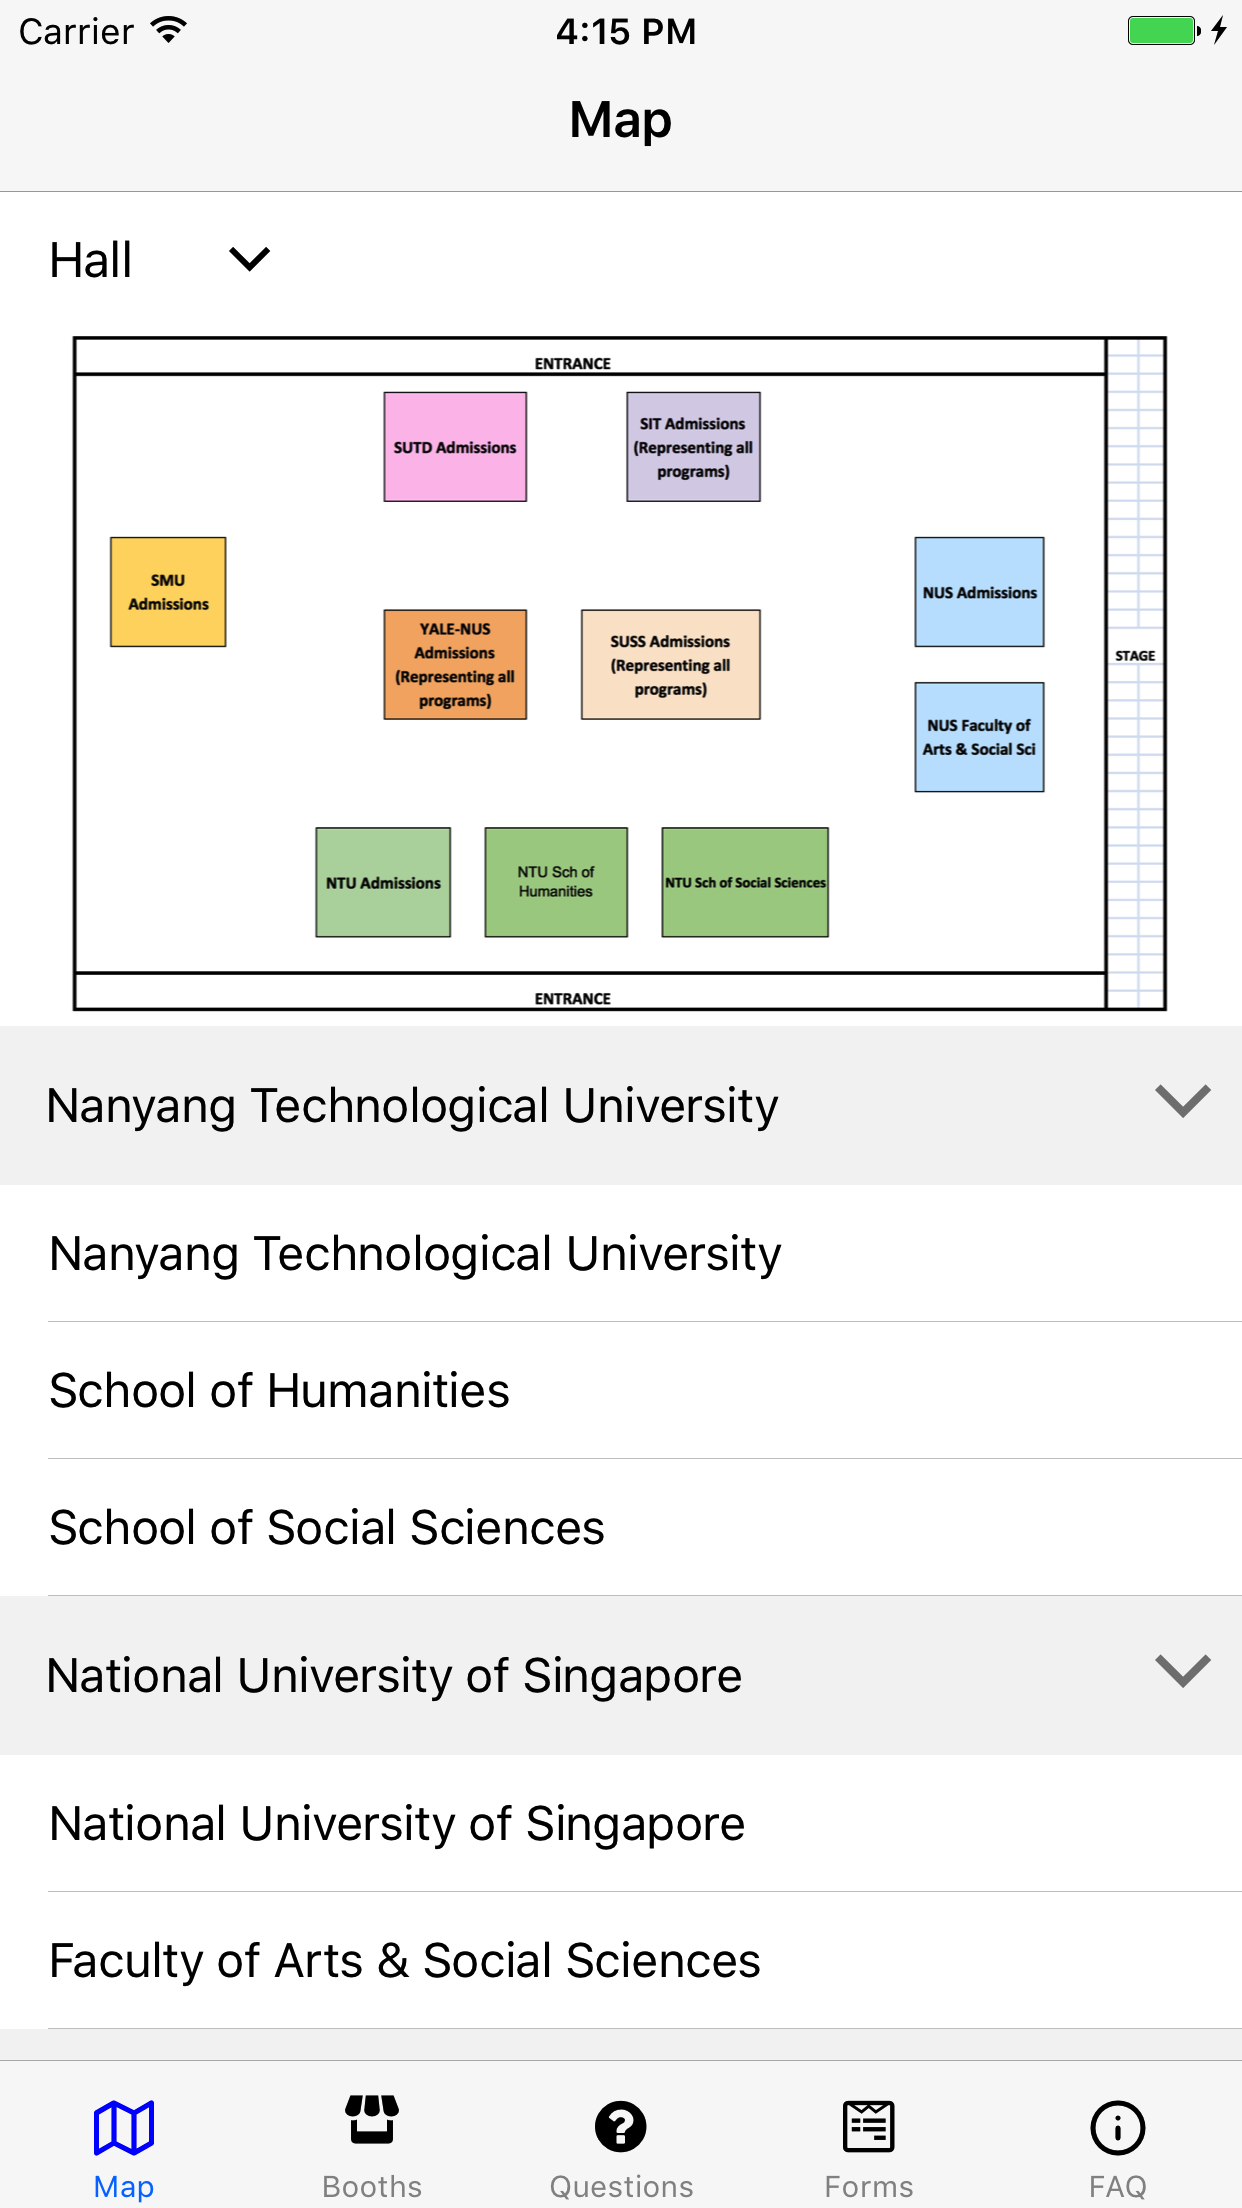 Carrier
4:15 PM
Map
Hall
ENTRANCE
SUTD Admissions
SIT Admissions
(Representing all
programs)
SMU
Admissions
NUS Admissions
YALE-NUS
Admissions
(Representing all
programs)
SUSS Admissions
(Representing all
programs)
STAGE
NUS Faculty of
Arts & Social Sci
NTU Admissions
NTU Sch of
Humanities
NTU Sch of Social Sciences
ENTRANCE
Nanyang Technological University
Nanyang Technological University
School of Humanities
School of Social Sciences
National University of Singapore
National University of Singapore
Faculty of Arts & Social Sciences
Map
Booths
Questions
Forms
FAQ